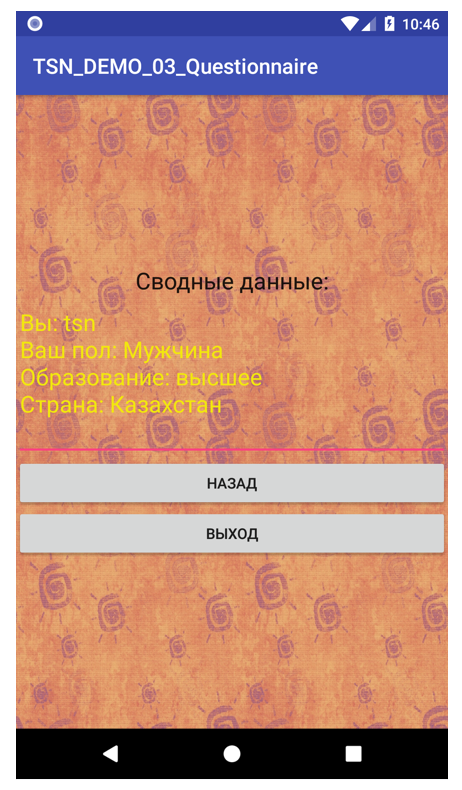 10:46
TSN_DEMO_03_Questionnaire
Сводные данные:
Вы: tsn
Ваш пол: Мужчина
Образование: высшее
Страна: Казахстан
НАЗАД
ВЫХОД